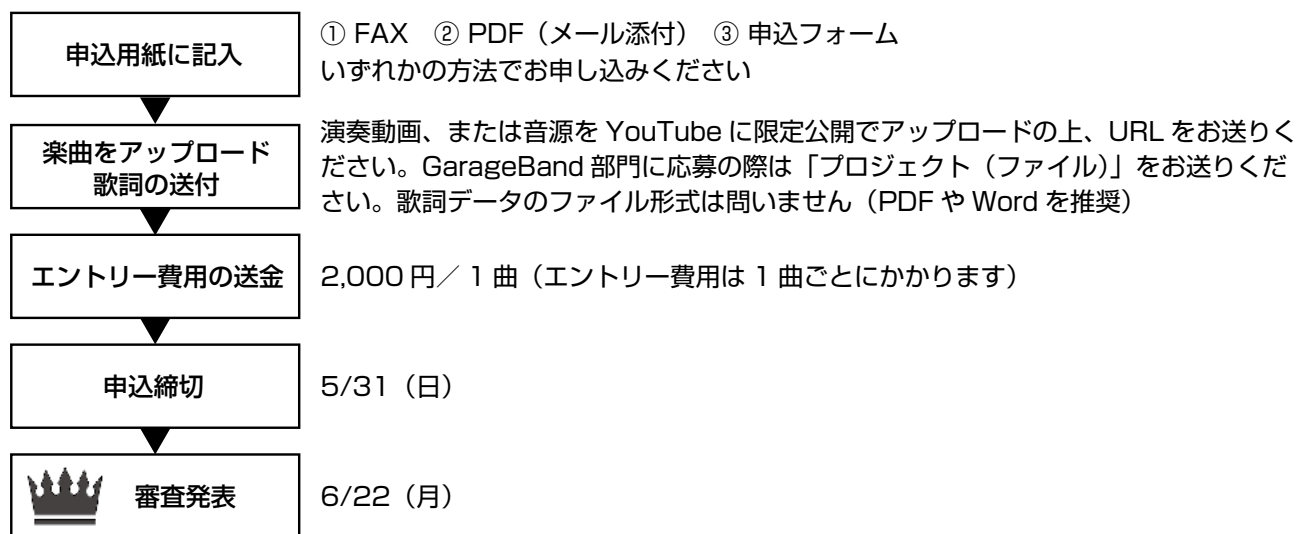 申込用紙に記入
① FAX　② PDF（メール添付）　③ 申込フォーム
いずれかの方法でお申し込みください
楽曲をアップロード
歌詞の送付
演奏動画、または音源を YouTube に限定公開でアップロードの上、URL をお送りく
ださい。GarageBand 部門に応募の際は「プロジェクト（ファイル）」をお送りくだ
さい。歌詞データのファイル形式は問いません（PDF や Word を推奨）
エントリー費用の送金
2,000 円／ 1 曲（エントリー費用は 1 曲ごとにかかります）
申込締切
5/31（日）
審査発表
6/22（月）